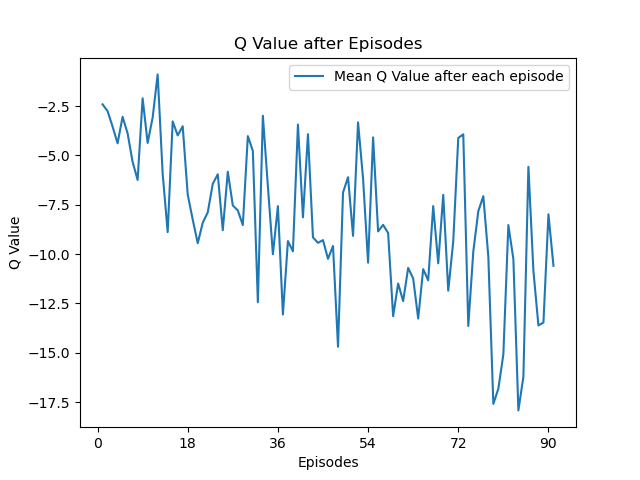 Q Value after Episodes
Mean Q Value after each episode
−2.5
−5.0
−7.5
−10.0
−12.5
−15.0
−17.5
Q Value
0 18 36 54 72 90
Episodes